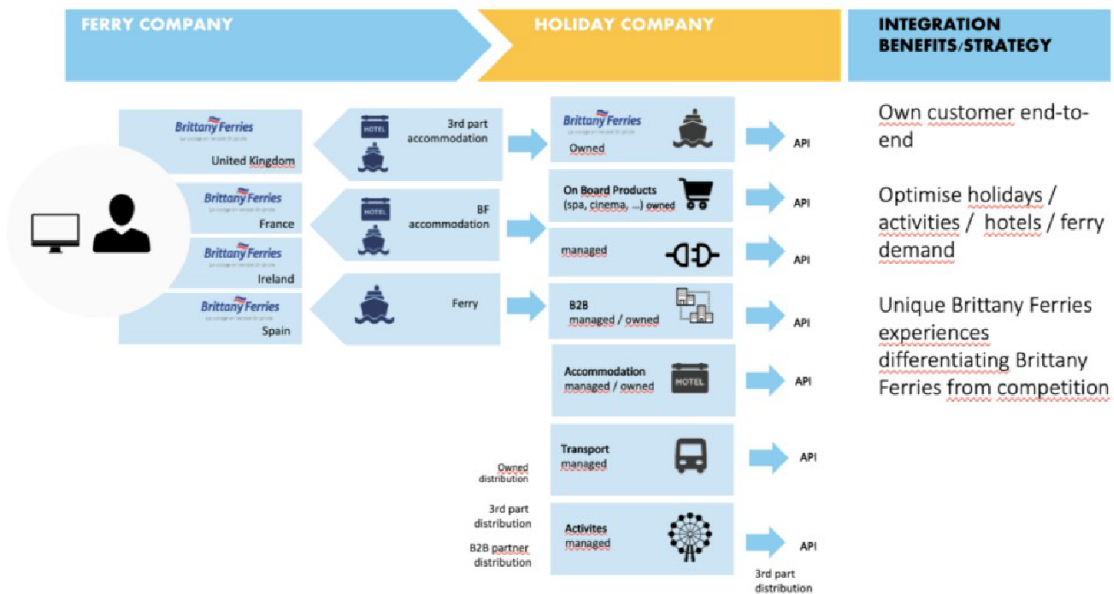 FERRY COMPANY
HOLIDAY COMPANY
INTEGRATION
BENEFITS/STRATEGY
Brittany Ferries
United Kingdom
Brittany Ferries
France
Brittany Ferries
Ireland
Brittany Ferries
Spain
HOTEL
3rd part
accommodation
HOTEL
BF
accommodation
Ferry
Brittany Ferries
Owned
API
On Board Products
(spa, cinema, ...) owned
API
managed
API
B2B
managed / owned
API
Accommodation
managed / owned
HOTEL
API
Transport
managed
API
Activites
managed
API
Owned
distribution
3rd part
distribution
B2B partner
distribution
3rd part
distribution
Own customer end-to-
end
Optimise holidays /
activities / hotels / ferry
demand
Unique Brittany Ferries
experiences
differentiating Brittany
Ferries from competition